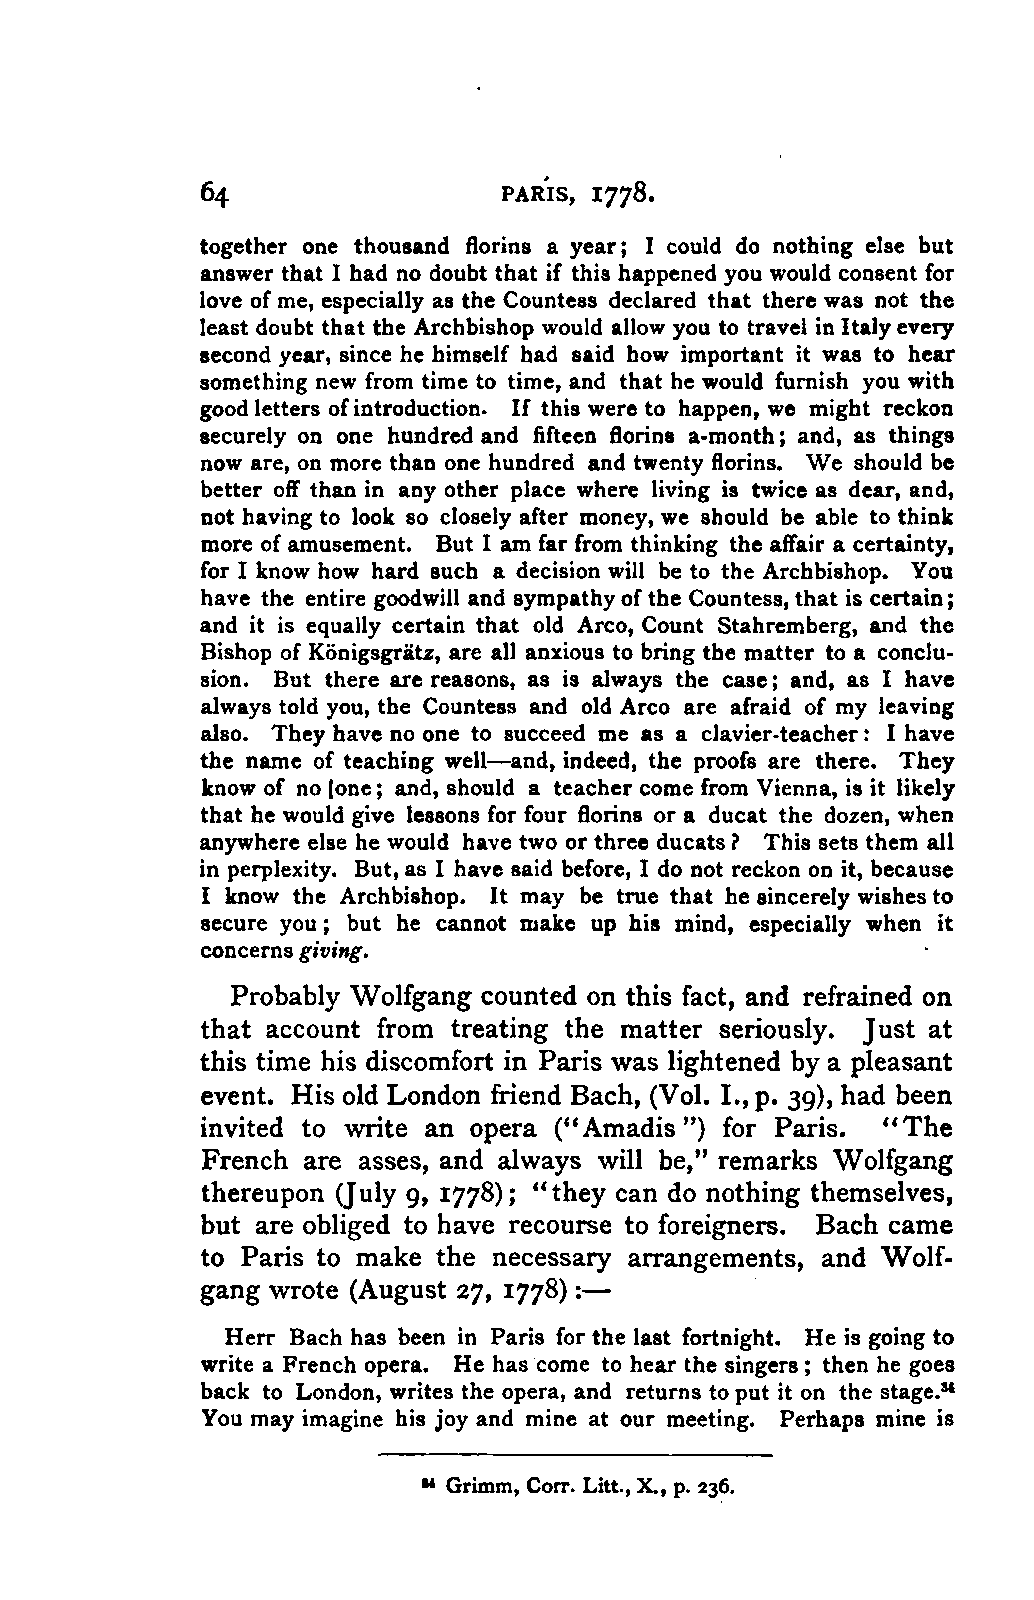 64 PARIS, 1778.
together one thousand florins a year; I could do nothing else but
answer that I had no doubt that if this happened you would consent for
love of me, especially as the Countess declared that there was not the
least doubt that the Archbishop would allow you to travel in Italy every
second year, since he himself had said how important it was to hear
something new from time to time, and that he would furnish you with
good letters of introduction. If this were to happen, we might reckon
securely on one hundred and fifteen florins a-month; and, as things
now are, on more than one hundred and twenty florins. We should be
better off than in any other place where living is twice as dear, and,
not having to look so closely after money, we should be able to think
more of amusement. But I am far from thinking the affair a certainty,
for I know how hard such a decision will be to the Archbishop. You
have the entire goodwill and sympathy of the Countess, that is certain;
and it is equally certain that old Arco, Count Stahremberg, and the
Bishop of Königsgrätz, are all anxious to bring the matter to a conclu-
sion. But there are reasons, as is always the case; and, as I have
always told you, the Countess and old Arco are afraid of my leaving
also. They have no one to succeed me as a clavier-teacher: I have
the name of teaching well—and, indeed, the proofs are there. They
know of no [one; and, should a teacher come from Vienna, is it likely
that he would give lessons for four florins or a ducat the dozen, when
anywhere else he would have two or three ducats? This sets them all
in perplexity. But, as I have said before, I do not reckon on it, because
I know the Archbishop. It may be true that he sincerely wishes to
secure you; but he cannot make up his mind, especially when it
concerns giving.
Probably Wolfgang counted on this fact, and refrained on
that account from treating the matter seriously. Just at
this time his discomfort in Paris was lightened by a pleasant
event. His old London friend Bach, (Vol. I., p. 39), had been
invited to write an opera ("Amadis") for Paris. "The
French are asses, and always will be," remarks Wolfgang
thereupon (July 9, 1778); "they can do nothing themselves,
but are obliged to have recourse to foreigners. Bach came
to Paris to make the necessary arrangements, and Wolf-
gang wrote (August 27, 1778):—
Herr Bach has been in Paris for the last fortnight. He is going to
write a French opera. He has come to hear the singers; then he goes
back to London, writes the opera, and returns to put it on the stage.³⁴
You may imagine his joy and mine at our meeting. Perhaps mine is
³⁴ Grimm, Corr. Litt., X., p. 236.